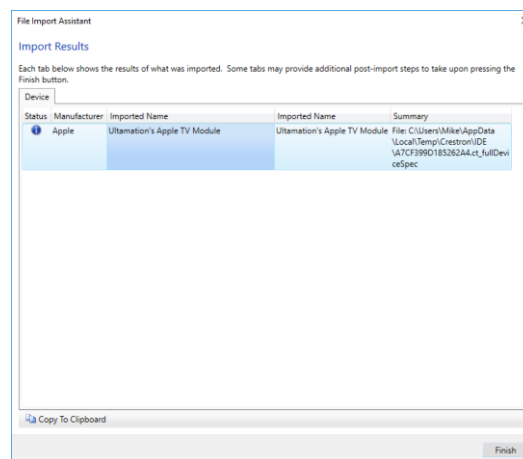 File Import Assistant
Import Results
Each tab below shows the results of what was imported. Some tabs may provide additional post-import steps to take upon pressing the
Finish button.
Device
Status Manufacturer Imported Name Imported Name Summary
Apple Ultamation's Apple TV Module Ultamation's Apple TV Module File: C:\Users\Mike\AppData
\Local\Temp\Crestron\IDE
\A7CF399D185262A4.ct_fullDevi
ceSpec
Copy To Clipboard
Finish